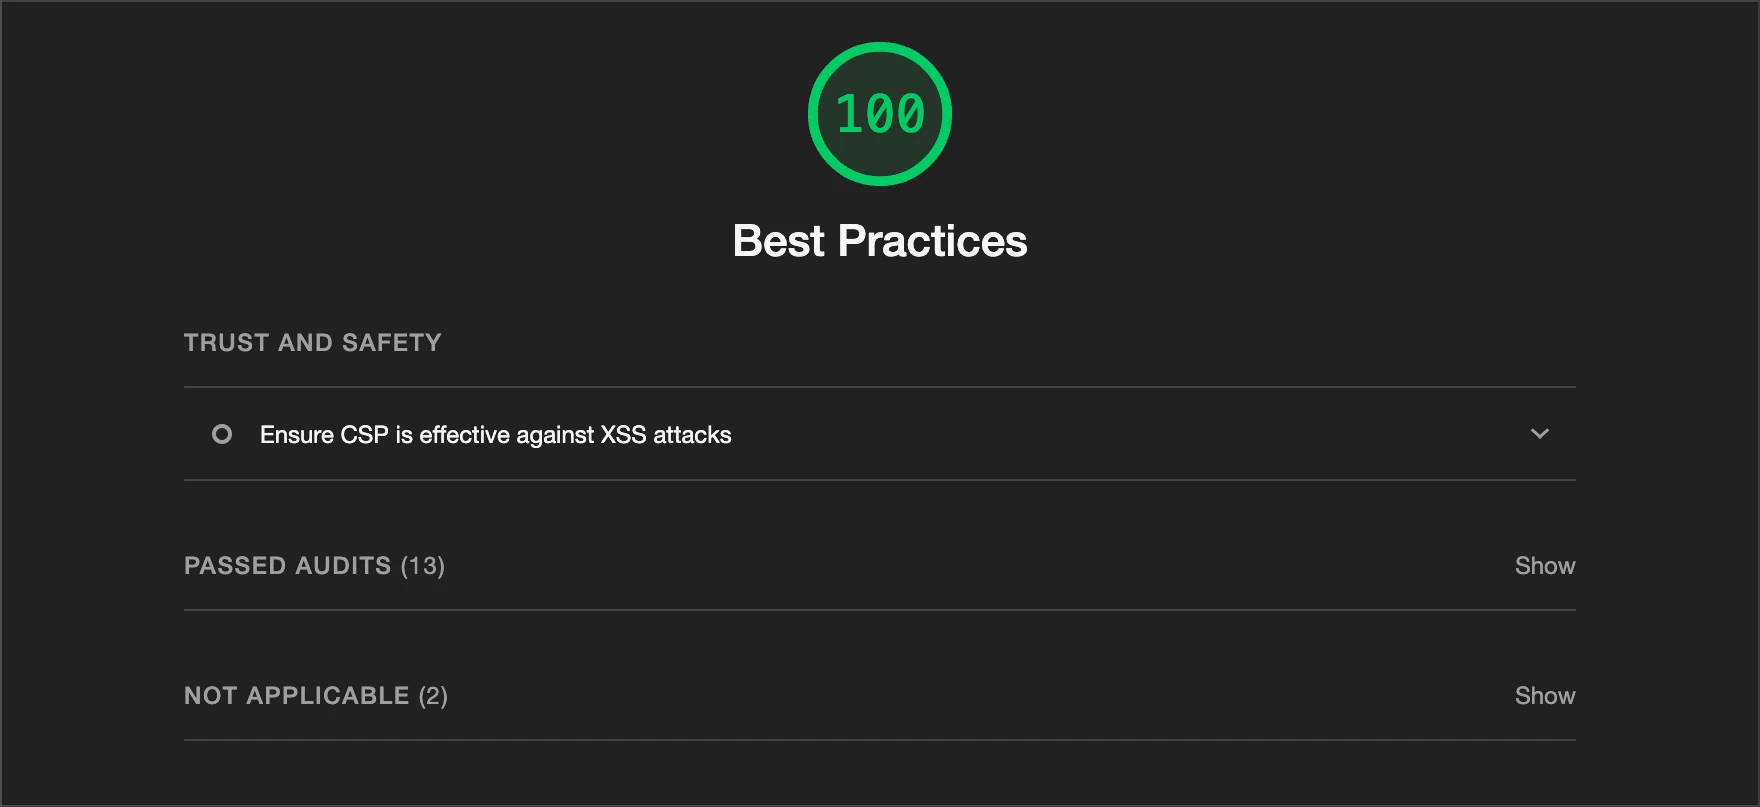 100
Best Practices
TRUST AND SAFETY
Ensure CSP is effective against XSS attacks
PASSED AUDITS (13) Show
NOT APPLICABLE (2) Show